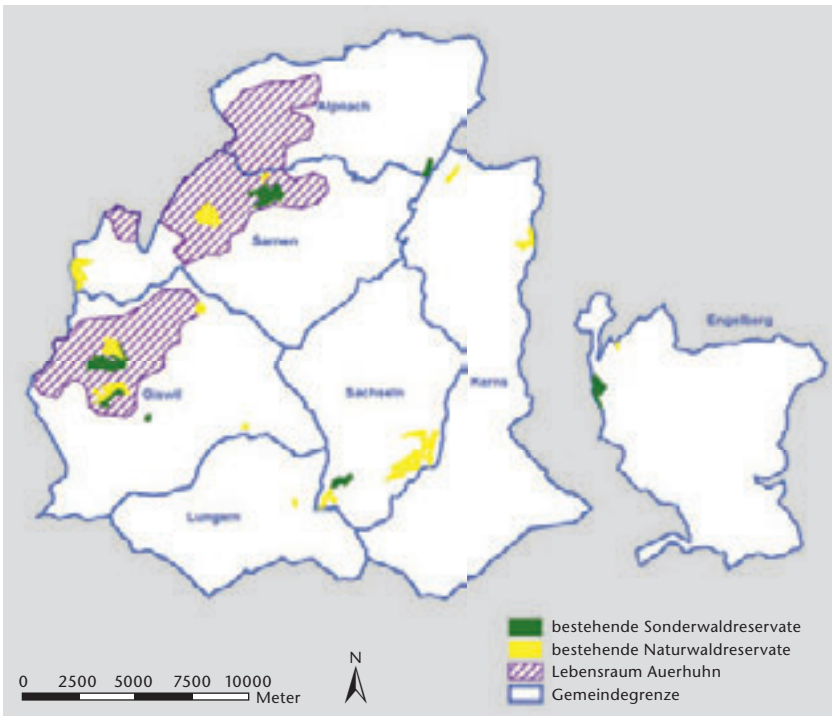 Alpnach
Sarnen
Engelberg
Giswil
Sachseln
Kerns
Lungern
bestehende Sonderwaldreservate
bestehende Naturwaldreservate
Lebensraum Auerhuhn
Gemeindegrenze
N
0 2500 5000 7500 10000
Meter